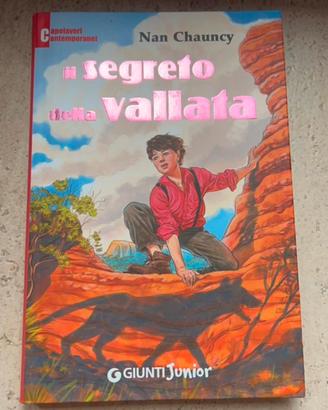 Capolavori
Contemporanei
Nan Chauncy
il segreto
della vallata
GIUNTI Junior